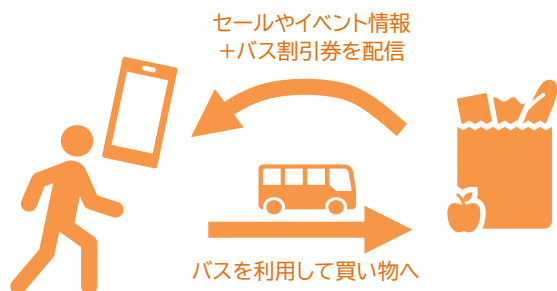 セールやイベント情報
＋バス割引券を配信
バスを利用して買い物へ